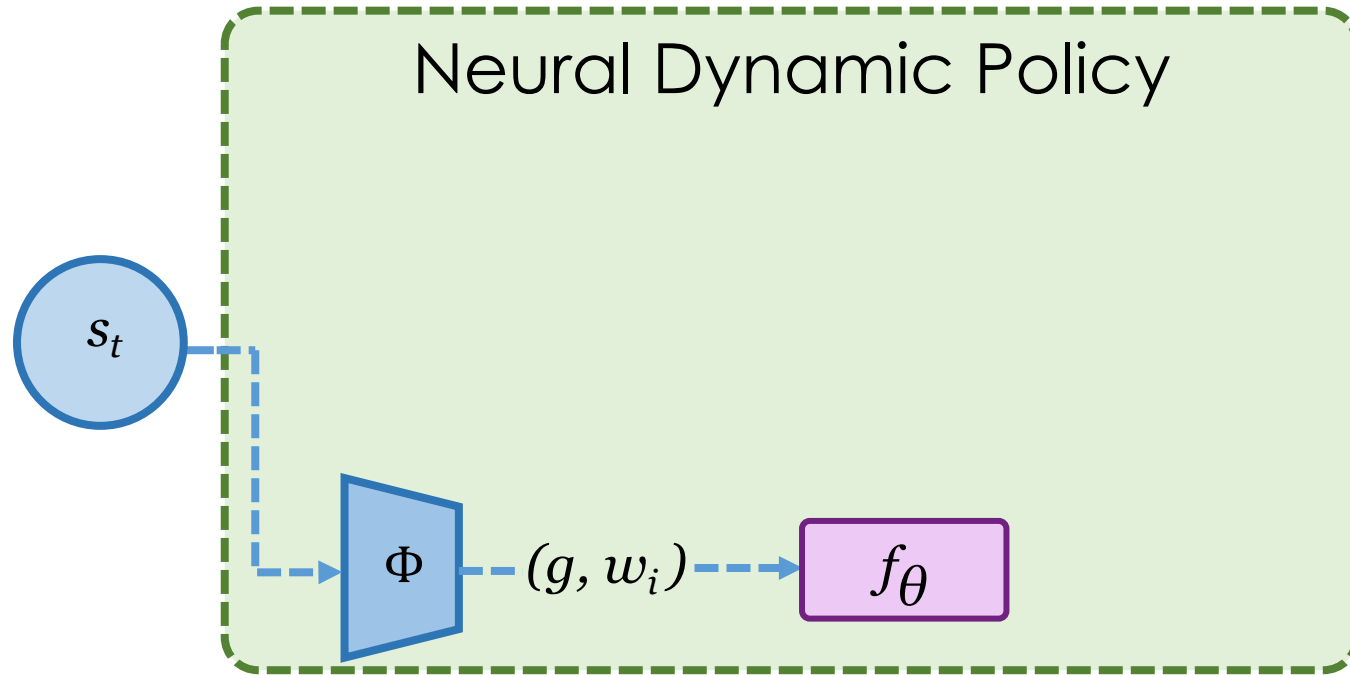 Neural Dynamic Policy
s_t
Φ
(g, w_i)
f_θ